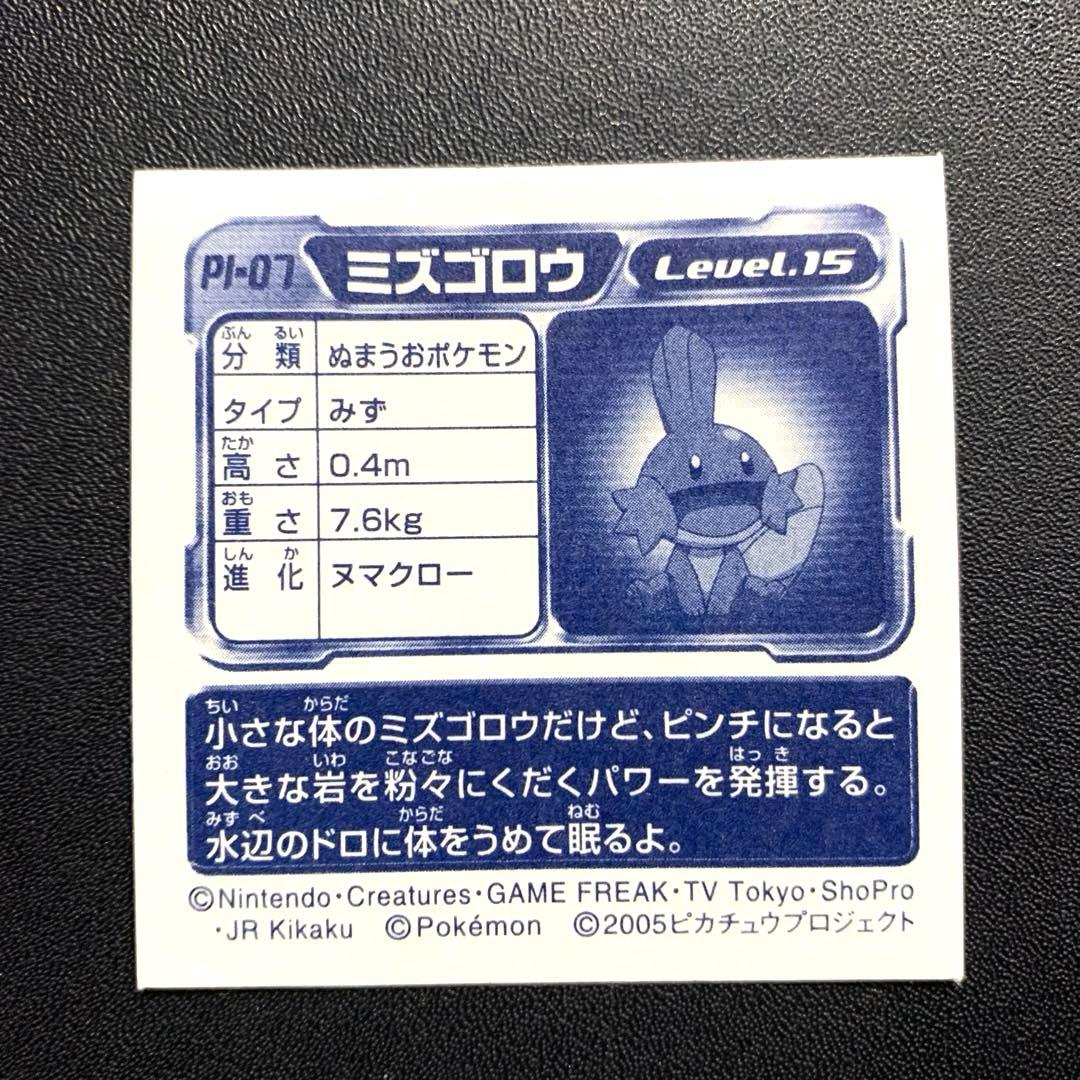 PI-07 ミズゴロウ Level.15
ぶん るい
分 類 ぬまうおポケモン
タイプ みず
たか
高 さ 0.4m
おも
重 さ 7.6kg
しん か
進 化 ヌマクロー
ちい からだ
小さな体のミズゴロウだけど、ピンチになると
おお いわ こなごな はっ き
大きな岩を粉々にくだくパワーを発揮する。
みず べ からだ ねむ
水辺のドロに体をうめて眠るよ。
©Nintendo・Creatures・GAME FREAK・TV Tokyo・ShoPro
・JR Kikaku ©Pokémon ©2005ピカチュウプロジェクト